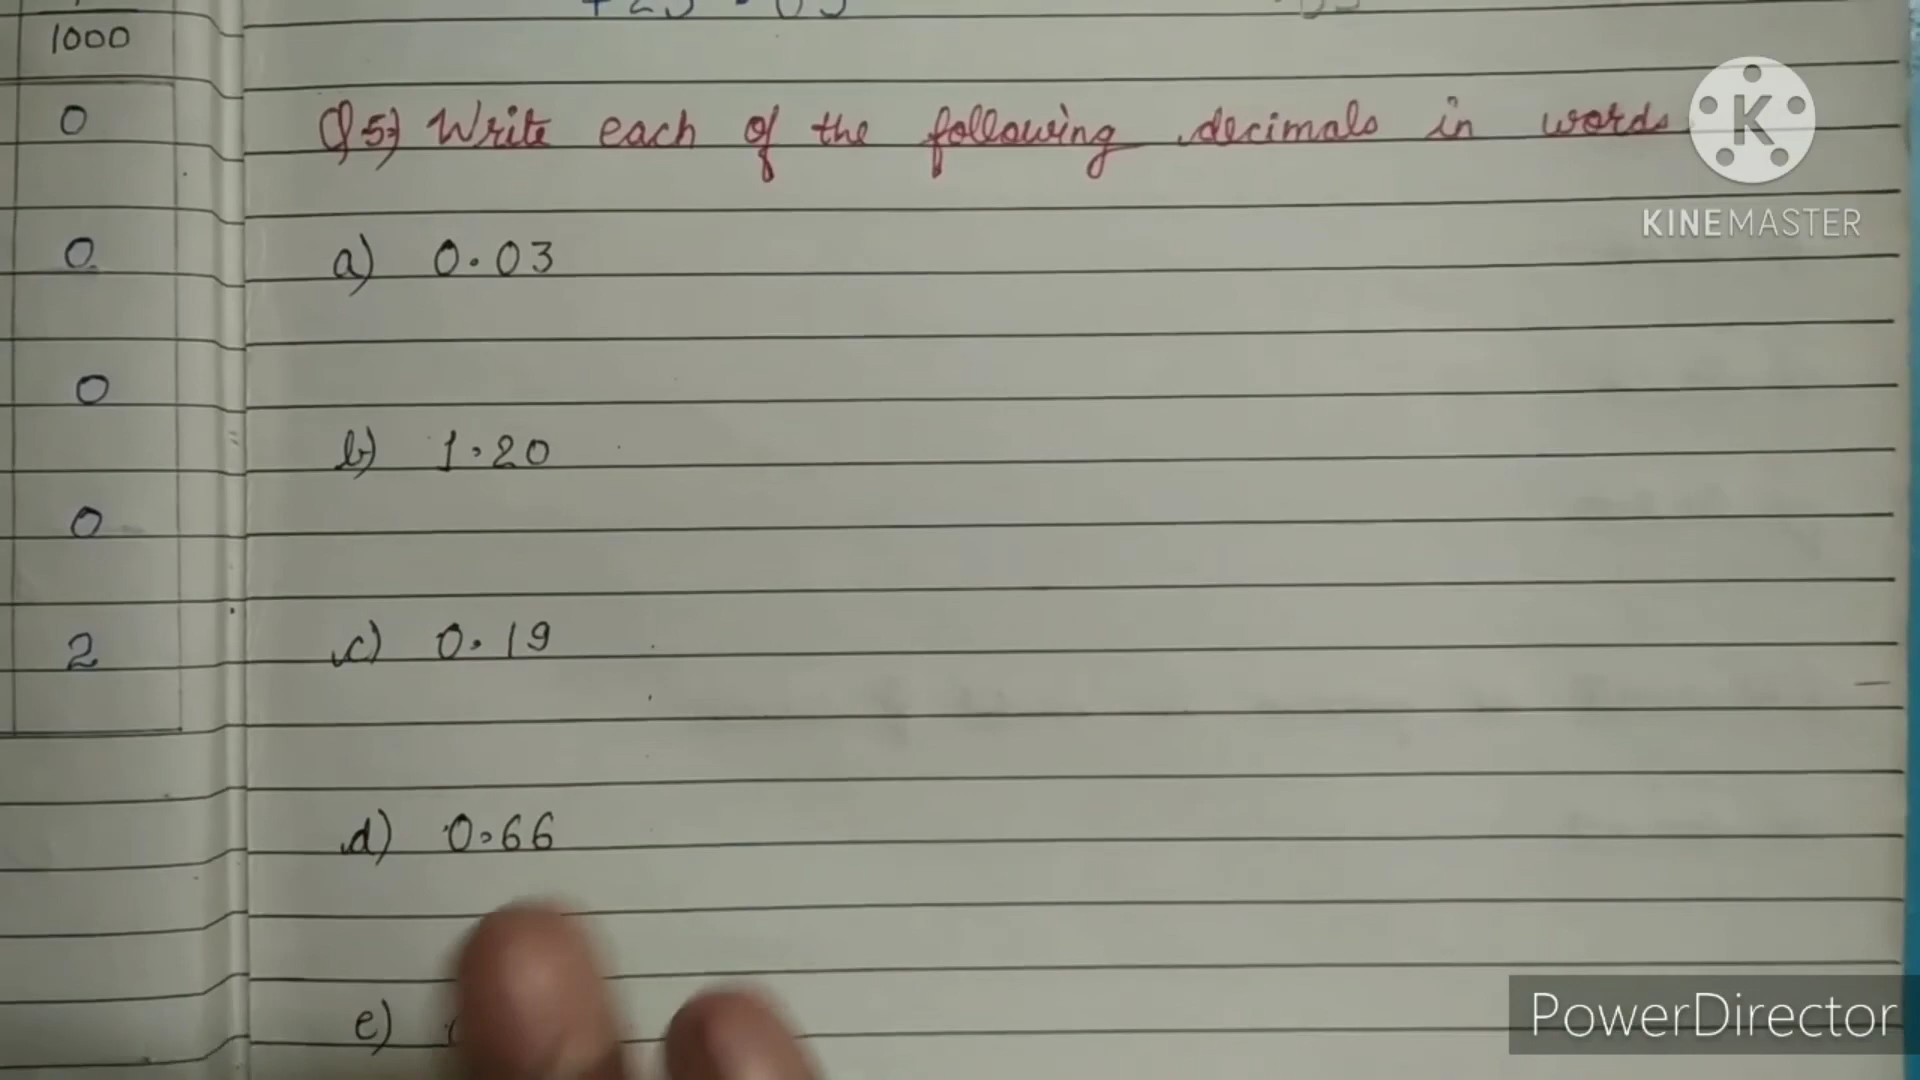 1000
0
0
0
0
2
Q5) Write each of the following decimals in words
a) 0.03
b) 1.20
c) 0.19
d) 0.66
e)
KINEMASTER
PowerDirector